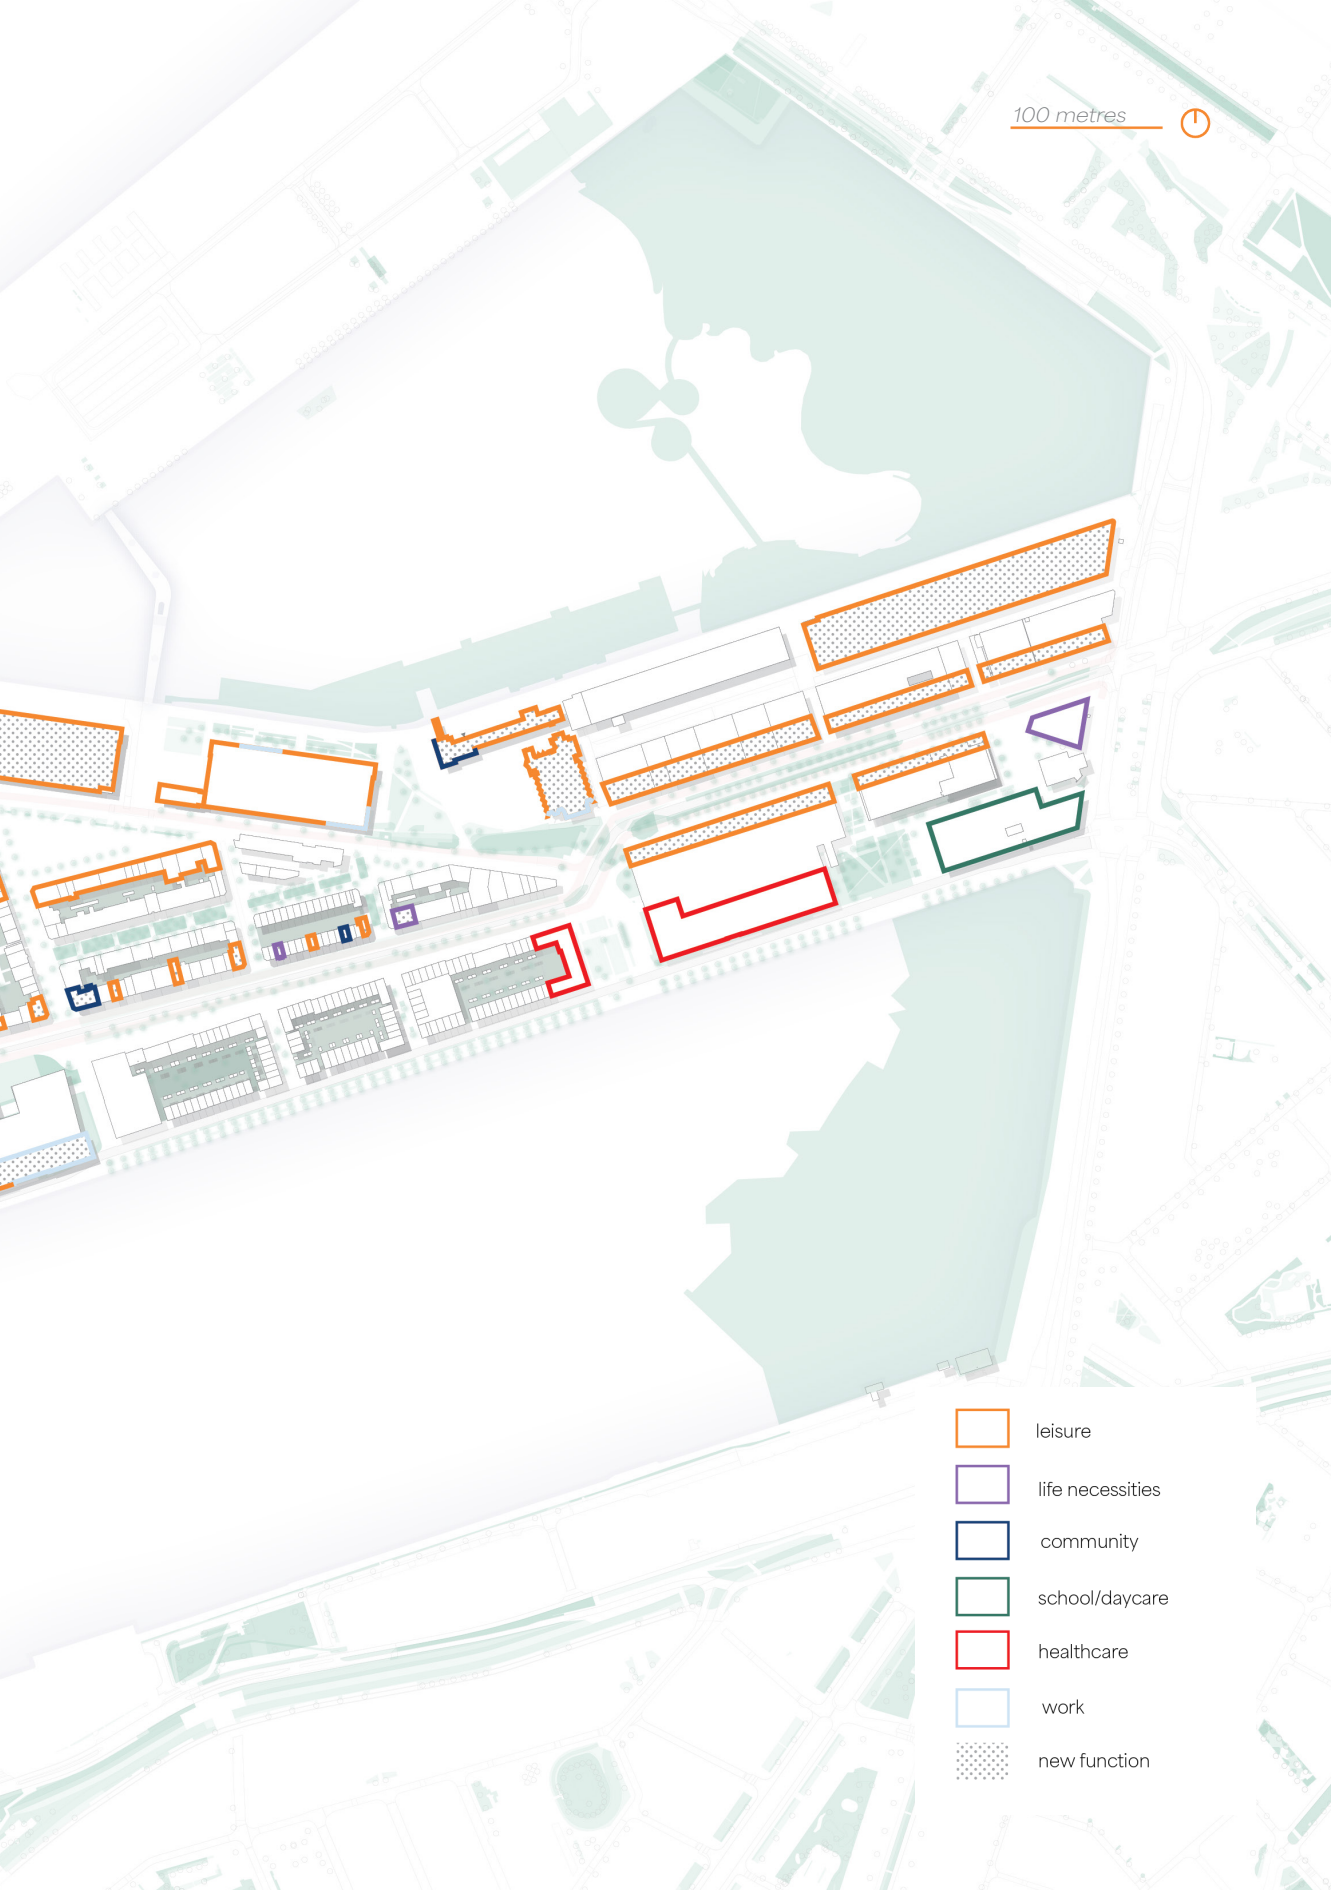 100 metres
leisure
life necessities
community
school/daycare
healthcare
work
new function